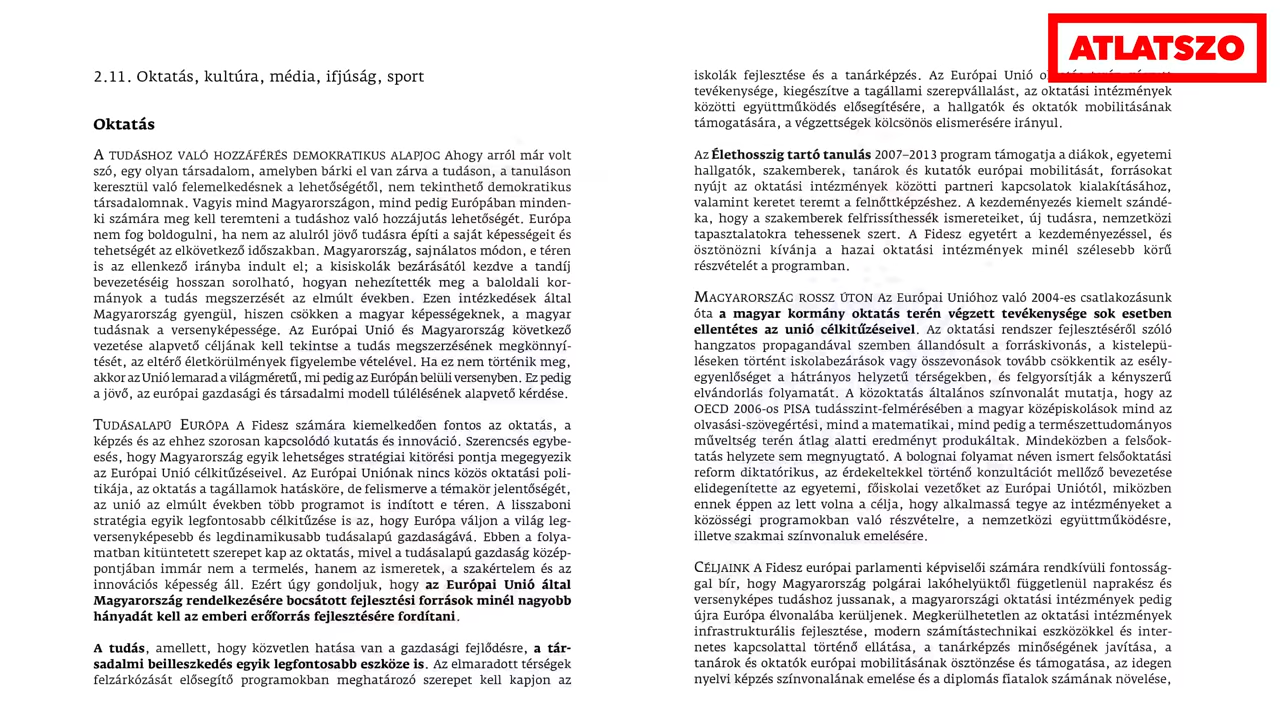 ATLATSZO
2.11. Oktatás, kultúra, média, ifjúság, sport
Oktatás
A TUDÁSHOZ VALÓ HOZZÁFÉRÉS DEMOKRATIKUS ALAPJOG Ahogy arról már volt
szó, egy olyan társadalom, amelyben bárki el van zárva a tudáson, a tanuláson
keresztül való felemelkedésnek a lehetőségétől, nem tekinthető demokratikus
társadalomnak. Vagyis mind Magyarországon, mind pedig Európában minden-
ki számára meg kell teremteni a tudáshoz való hozzájutás lehetőségét. Európa
nem fog boldogulni, ha nem az alulról jövő tudásra építi a saját képességeit és
tehetségét az elkövetkező időszakban. Magyarország, sajnálatos módon, e téren
is az ellenkező irányba indult el; a kisiskolák bezárásától kezdve a tandíj
bevezetéséig hosszan sorolható, hogyan nehezítették meg a baloldali kor-
mányok a tudás megszerzését az elmúlt években. Ezen intézkedések által
Magyarország gyengül, hiszen csökken a magyar képességeknek, a magyar
tudásnak a versenyképessége. Az Európai Unió és Magyarország következő
vezetése alapvető céljának kell tekintse a tudás megszerzésének megkönnyí-
tését, az eltérő életkörülmények figyelembe vételével. Ha ez nem történik meg,
akkor az Unió lemarad a világméretű, mi pedig az Európán belüli versenyben. Ez pedig
a jövő, az európai gazdasági és társadalmi modell túlélésének alapvető kérdése.
TUDÁSALAPÚ EURÓPA A Fidesz számára kiemelkedően fontos az oktatás, a
képzés és az ehhez szorosan kapcsolódó kutatás és innováció. Szerencsés egybe-
esés, hogy Magyarország egyik lehetséges stratégiai kitörési pontja megegyezik
az Európai Unió célkitűzéseivel. Az Európai Uniónak nincs közös oktatási poli-
tikája, az oktatás a tagállamok hatásköre, de felismerve a témakör jelentőségét,
az unió az elmúlt években több programot is indított e téren. A lisszaboni
stratégia egyik legfontosabb célkitűzése is az, hogy Európa váljon a világ leg-
versenyképesebb és legdinamikusabb tudásalapú gazdaságává. Ebben a folya-
matban kitüntetett szerepet kap az oktatás, mivel a tudásalapú gazdaság közép-
pontjában immár nem a termelés, hanem az ismeretek, a szakértelem és az
innovációs képesség áll. Ezért úgy gondoljuk, hogy az Európai Unió által
Magyarország rendelkezésére bocsátott fejlesztési források minél nagyobb
hányadát kell az emberi erőforrás fejlesztésére fordítani.
A tudás, amellett, hogy közvetlen hatása van a gazdasági fejlődésre, a tár-
sadalmi beilleszkedés egyik legfontosabb eszköze is. Az elmaradott térségek
felzárkózását elősegítő programokban meghatározó szerepet kell kapjon az
iskolák fejlesztése és a tanárképzés. Az Európai Unió
tevékenysége, kiegészítve a tagállami szerepvállalást, az oktatási intézmények
közötti együttműködés elősegítésére, a hallgatók és oktatók mobilitásának
támogatására, a végzettségek kölcsönös elismerésére irányul.
Az Élethosszig tartó tanulás 2007–2013 program támogatja a diákok, egyetemi
hallgatók, szakemberek, tanárok és kutatók európai mobilitását, forrásokat
nyújt az oktatási intézmények közötti partneri kapcsolatok kialakításához,
valamint keretet teremt a felnőttképzéshez. A kezdeményezés kiemelt szándé-
ka, hogy a szakemberek felfrissíthessék ismereteiket, új tudásra, nemzetközi
tapasztalatokra tehessenek szert. A Fidesz egyetért a kezdeményezéssel, és
ösztönözni kívánja a hazai oktatási intézmények minél szélesebb körű
részvételét a programban.
MAGYARORSZÁG ROSSZ ÚTON Az Európai Unióhoz való 2004-es csatlakozásunk
óta a magyar kormány oktatás terén végzett tevékenysége sok esetben
ellentétes az unió célkitűzéseivel. Az oktatási rendszer fejlesztéséről szóló
hangzatos propagandával szemben állandósult a forráskivonás, a kistelepü-
léseken történt iskolabezárások vagy összevonások tovább csökkentik az esély-
egyenlőséget a hátrányos helyzetű térségekben, és felgyorsítják a kényszerű
elvándorlás folyamatát. A közoktatás általános színvonalát mutatja, hogy az
OECD 2006-os PISA tudásszint-felmérésében a magyar középiskolások mind az
olvasási-szövegértési, mind a matematikai, mind pedig a természettudományos
műveltség terén átlag alatti eredményt produkáltak. Mindeközben a felsőok-
tatás helyzete sem megnyugtató. A bolognai folyamat néven ismert felsőoktatási
reform diktatórikus, az érdekeltekkel történő konzultációt mellőző bevezetése
elidegenítette az egyetemi, főiskolai vezetőket az Európai Uniótól, miközben
ennek éppen az lett volna a célja, hogy alkalmassá tegye az intézményeket a
közösségi programokban való részvételre, a nemzetközi együttműködésre,
illetve szakmai színvonaluk emelésére.
CÉLJAINK A Fidesz európai parlamenti képviselői számára rendkívüli fontosság-
gal bír, hogy Magyarország polgárai lakóhelyüktől függetlenül naprakész és
versenyképes tudáshoz jussanak, a magyarországi oktatási intézmények pedig
újra Európa élvonalába kerüljenek. Megkerülhetetlen az oktatási intézmények
infrastrukturális fejlesztése, modern számítástechnikai eszközökkel és inter-
netes kapcsolattal történő ellátása, a tanárképzés minőségének javítása, a
tanárok és oktatók európai mobilitásának ösztönzése és támogatása, az idegen
nyelvi képzés színvonalának emelése és a diplomás fiatalok számának növelése,